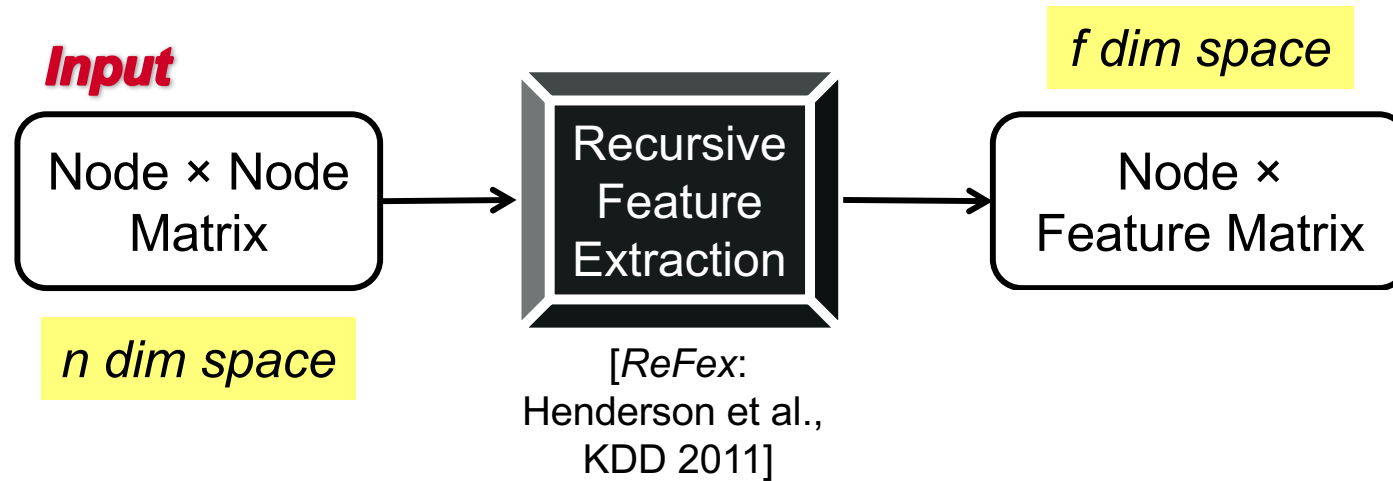 Input
Node × Node
Matrix
n dim space
Recursive
Feature
Extraction
[ReFex:
Henderson et al.,
KDD 2011]
f dim space
Node ×
Feature Matrix